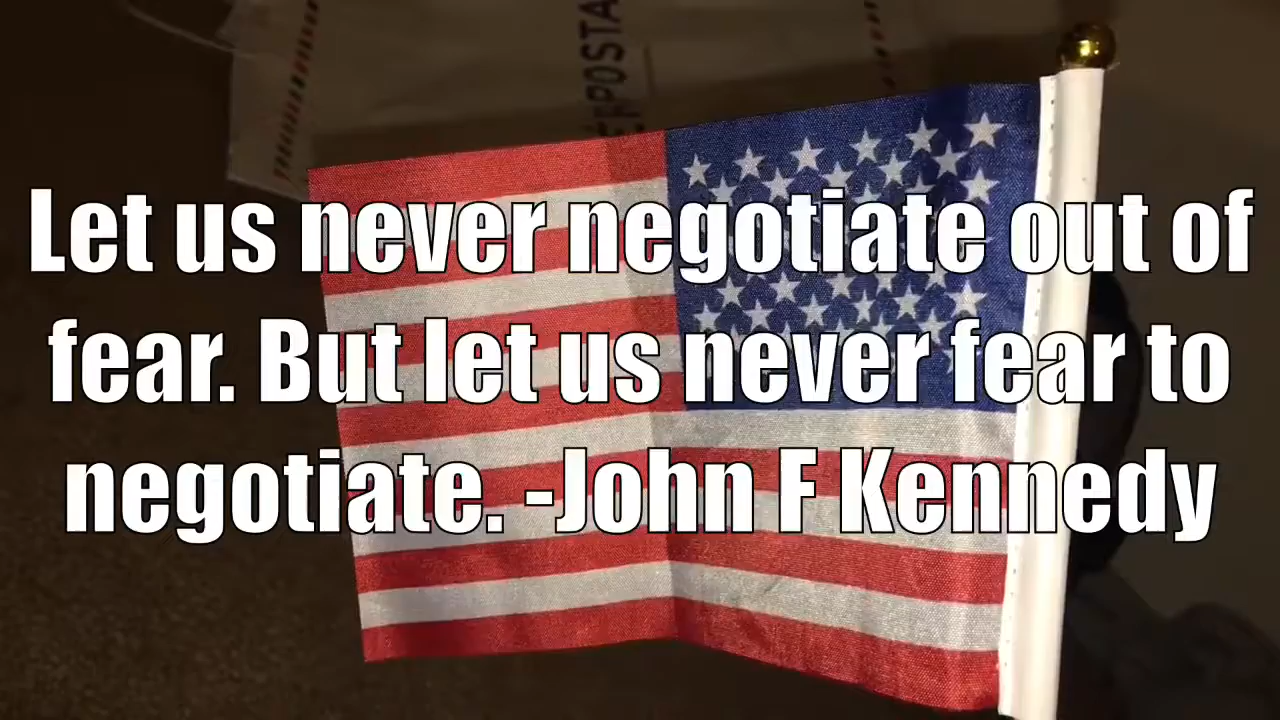 Let us never negotiate out of
fear. But let us never fear to
negotiate. -John F Kennedy